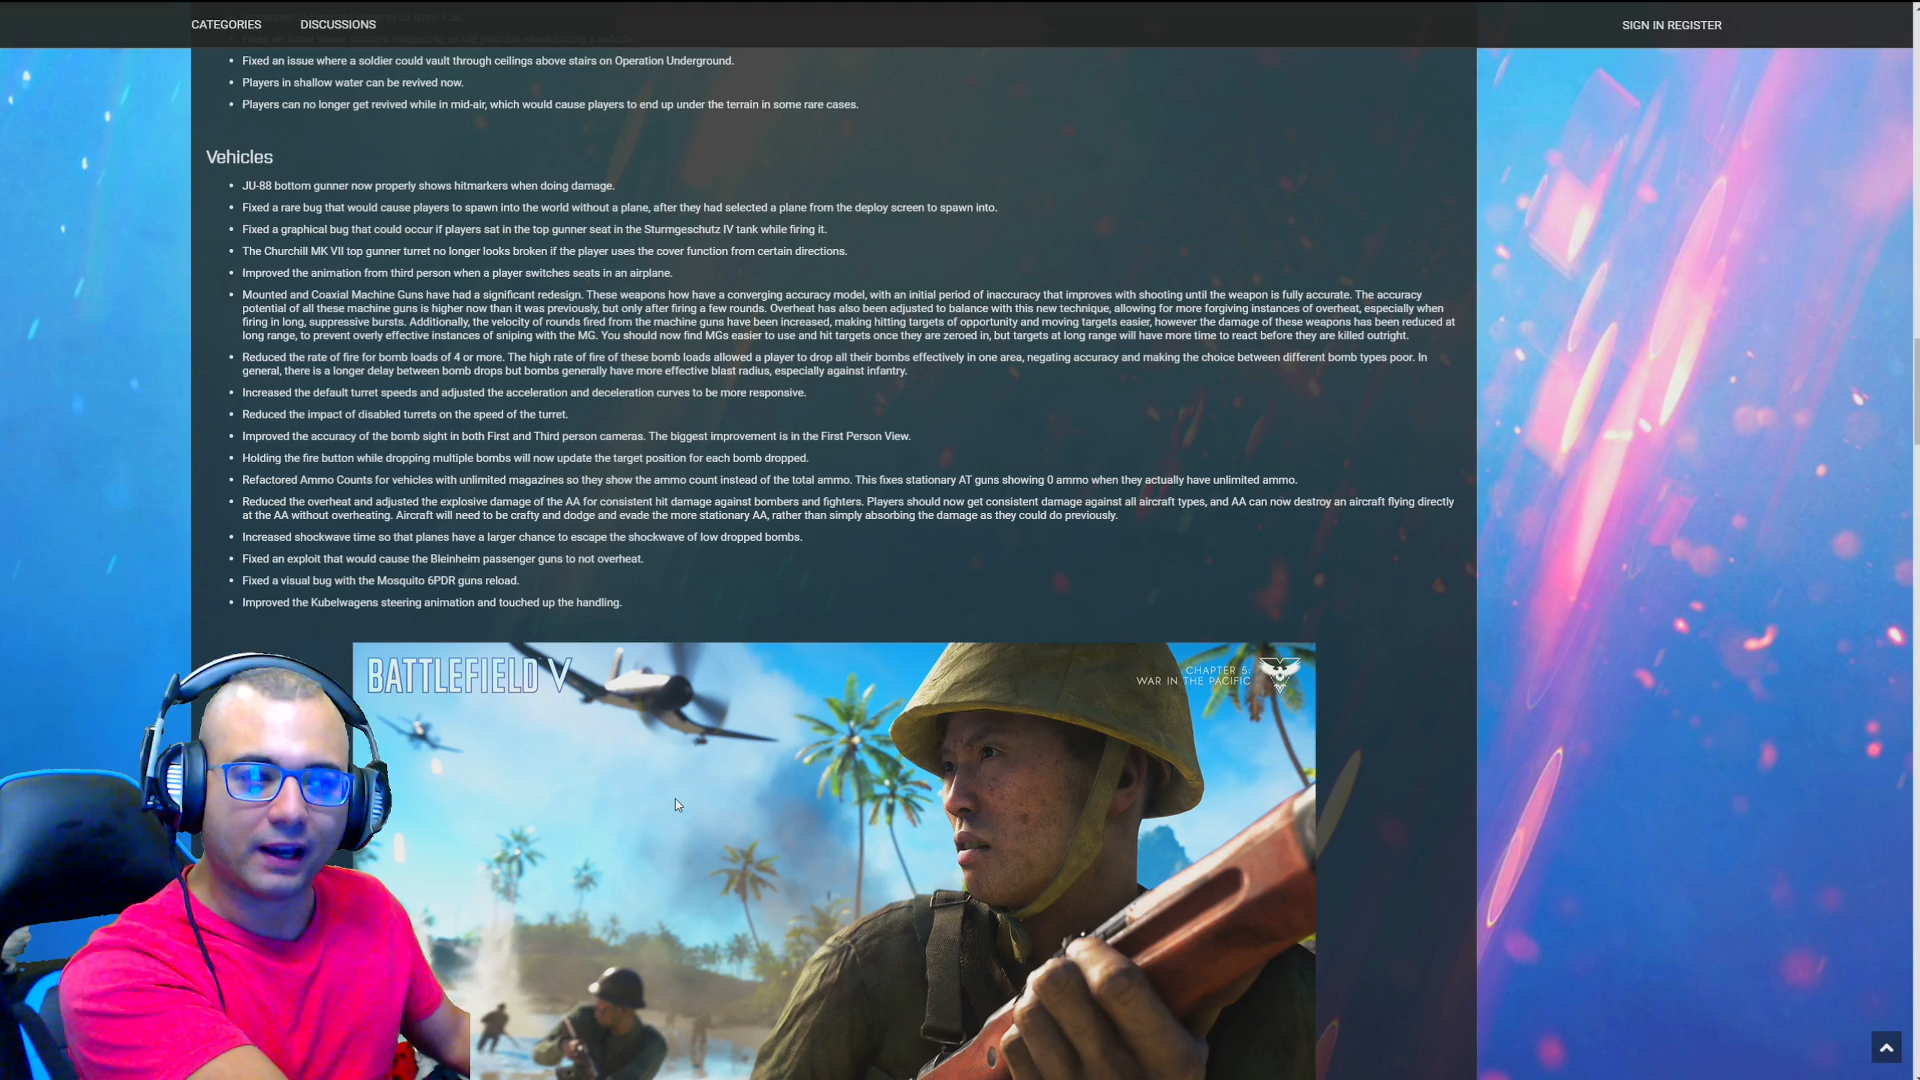 CATEGORIES DISCUSSIONS SIGN IN REGISTER
Fixed an issue where a soldier could vault through ceilings above stairs on Operation Underground.
Players in shallow water can be revived now.
Players can no longer get revived while in mid-air, which would cause players to end up under the terrain in some rare cases.
Vehicles
JU-88 bottom gunner now properly shows hitmarkers when doing damage.
Fixed a rare bug that would cause players to spawn into the world without a plane, after they had selected a plane from the deploy screen to spawn into.
Fixed a graphical bug that could occur if players sat in the top gunner seat in the Sturmgeschutz IV tank while firing it.
The Churchill MK VII top gunner turret no longer looks broken if the player uses the cover function from certain directions.
Improved the animation from third person when a player switches seats in an airplane.
Mounted and Coaxial Machine Guns have had a significant redesign. These weapons how have a converging accuracy model, with an initial period of inaccuracy that improves with shooting until the weapon is fully accurate. The accuracy
potential of all these machine guns is higher now than it was previously, but only after firing a few rounds. Overheat has also been adjusted to balance with this new technique, allowing for more forgiving instances of overheat, especially when
firing in long, suppressive bursts. Additionally, the velocity of rounds fired from the machine guns have been increased, making hitting targets of opportunity and moving targets easier, however the damage of these weapons has been reduced at
long range, to prevent overly effective instances of sniping with the MG. You should now find MGs easier to use and hit targets once they are zeroed in, but targets at long range will have more time to react before they are killed outright.
Reduced the rate of fire for bomb loads of 4 or more. The high rate of fire of these bomb loads allowed a player to drop all their bombs effectively in one area, negating accuracy and making the choice between different bomb types poor. In
general, there is a longer delay between bomb drops but bombs generally have more effective blast radius, especially against infantry.
Increased the default turret speeds and adjusted the acceleration and deceleration curves to be more responsive.
Reduced the impact of disabled turrets on the speed of the turret.
Improved the accuracy of the bomb sight in both First and Third person cameras. The biggest improvement is in the First Person View.
Holding the fire button while dropping multiple bombs will now update the target position for each bomb dropped.
Refactored Ammo Counts for vehicles with unlimited magazines so they show the ammo count instead of the total ammo. This fixes stationary AT guns showing 0 ammo when they actually have unlimited ammo.
Reduced the overheat and adjusted the explosive damage of the AA for consistent hit damage against bombers and fighters. Players should now get consistent damage against all aircraft types, and AA can now destroy an aircraft flying directly
at the AA without overheating. Aircraft will need to be crafty and dodge and evade the more stationary AA, rather than simply absorbing the damage as they could do previously.
Increased shockwave time so that planes have a larger chance to escape the shockwave of low dropped bombs.
Fixed an exploit that would cause the Bleinheim passenger guns to not overheat.
Fixed a visual bug with the Mosquito 6PDR guns reload.
Improved the Kubelwagens steering animation and touched up the handling.
BATTLEFIELD V
CHAPTER 5:
WAR IN THE PACIFIC